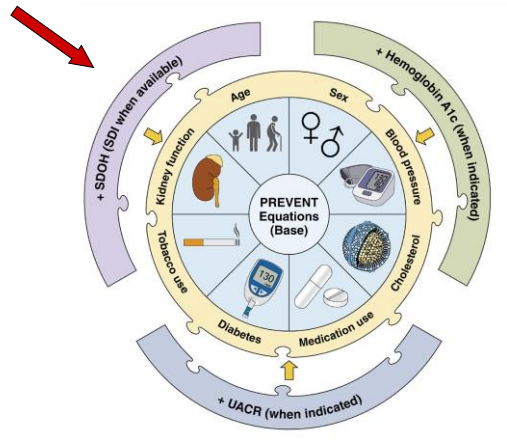 + SDOH (SDI when available)
+ Hemoglobin A1c (when indicated)
Age
Sex
Kidney function
Blood pressure
PREVENT
Equations
(Base)
Tobacco use
Cholesterol
130
Diabetes
Medication use
+ UACR (when indicated)